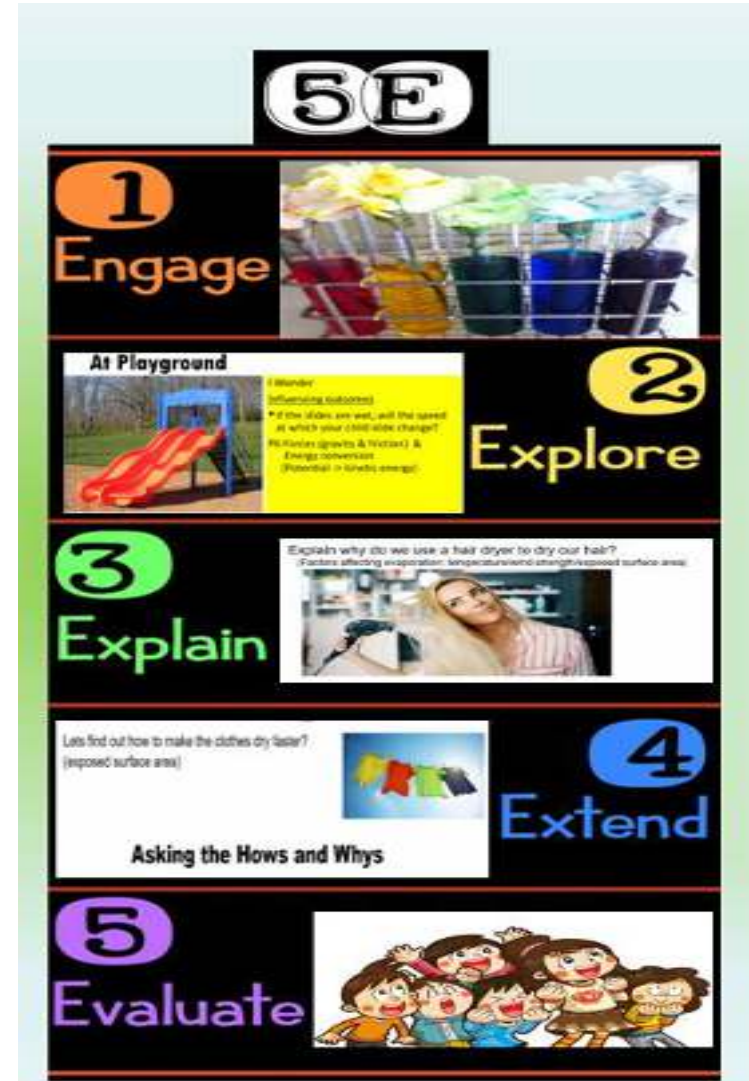 5E
1
Engage
At Playground
I Wonder
Influencing outcomes
If the slides are wet, will the speed
at which your child slide change?
P6 Forces (gravity & friction) &
Energy conversion
(Potential -> kinetic energy)
2
Explore
3
Explain
Explain why do we use a hair dryer to dry our hair?
(Factors affecting evaporation: temperature/wind strength/exposed surface area)
Lets find out how to make the clothes dry faster?
(exposed surface area)
Asking the Hows and Whys
4
Extend
5
Evaluate